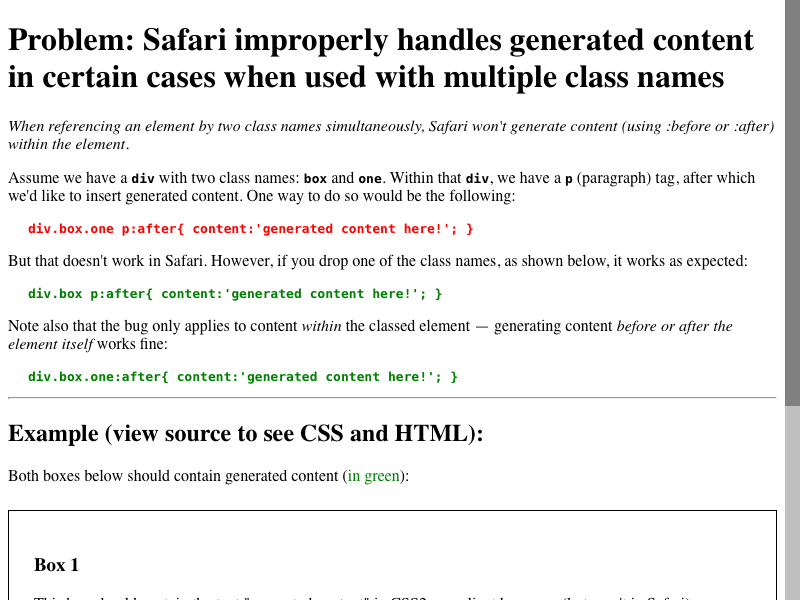 Problem: Safari improperly handles generated content
in certain cases when used with multiple class names
When referencing an element by two class names simultaneously, Safari won't generate content (using :before or :after)
within the element.
Assume we have a div with two class names: box and one. Within that div, we have a p (paragraph) tag, after which
we'd like to insert generated content. One way to do so would be the following:
div.box.one p:after{ content:'generated content here!'; }
But that doesn't work in Safari. However, if you drop one of the class names, as shown below, it works as expected:
div.box p:after{ content:'generated content here!'; }
Note also that the bug only applies to content within the classed element — generating content before or after the
element itself works fine:
div.box.one:after{ content:'generated content here!'; }
Example (view source to see CSS and HTML):
Both boxes below should contain generated content (in green):
Box 1